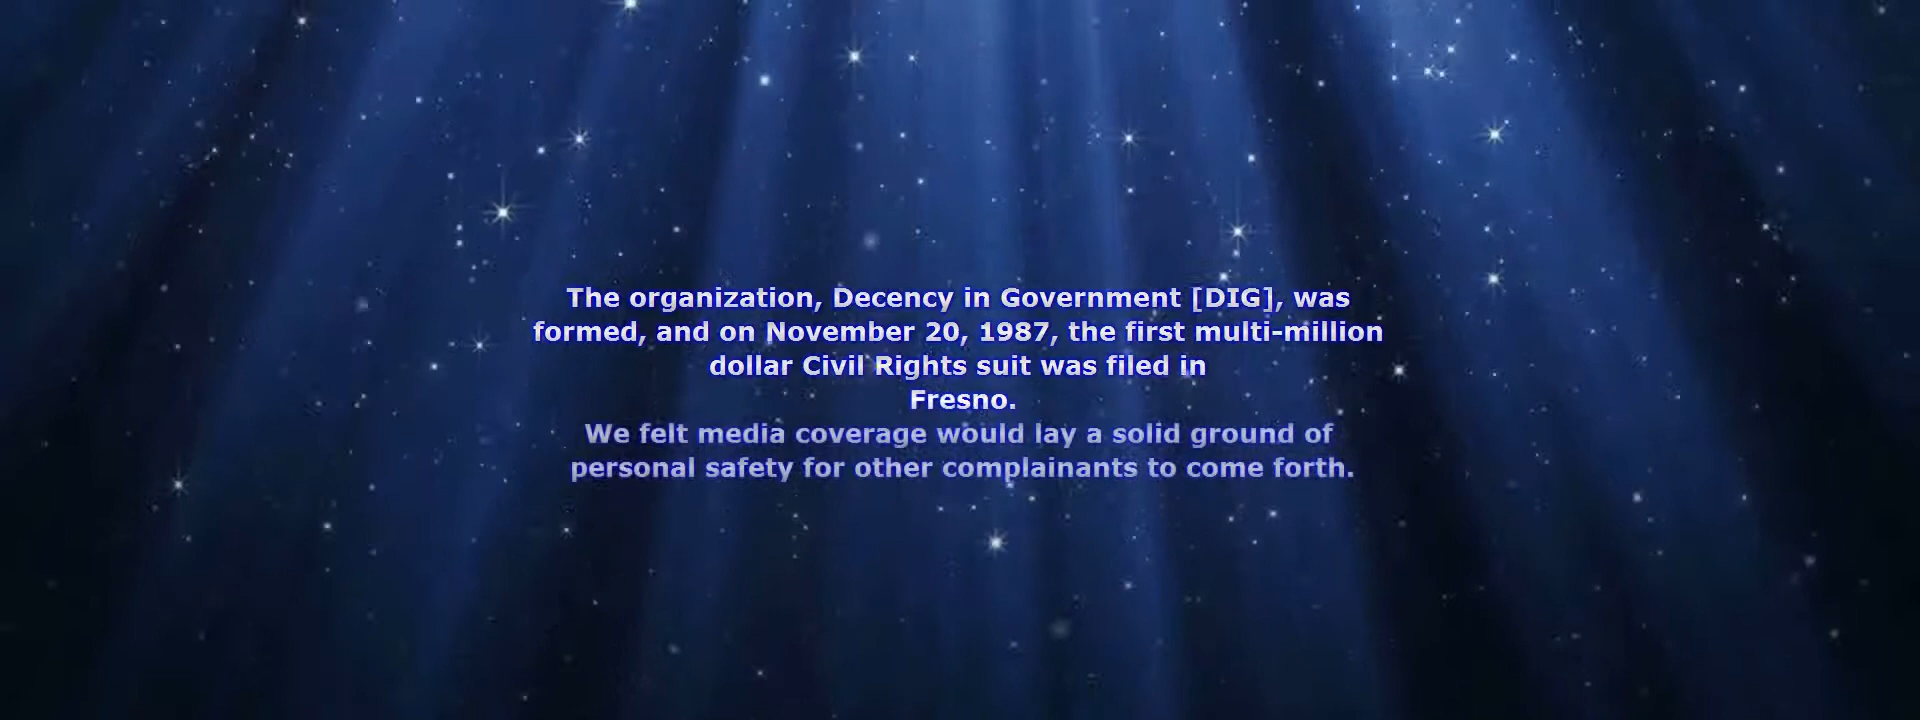 The organization, Decency in Government [DIG], was
formed, and on November 20, 1987, the first multi-million
dollar Civil Rights suit was filed in
Fresno.
We felt media coverage would lay a solid ground of
personal safety for other complainants to come forth.